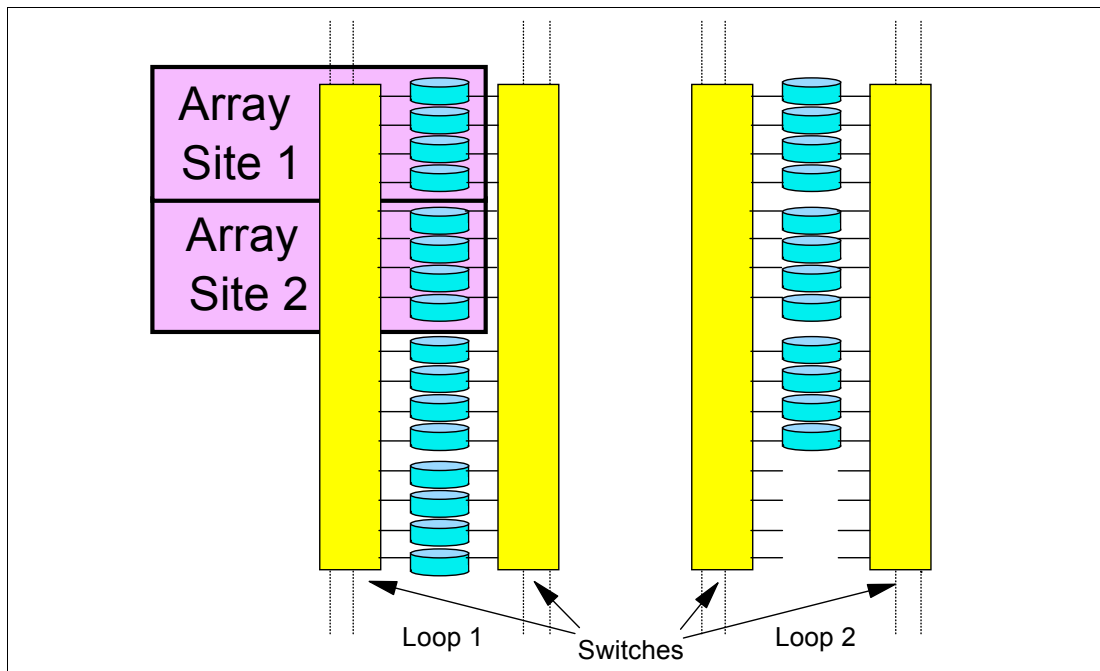 Array
Site 1
Array
Site 2
Loop 1
Switches
Loop 2